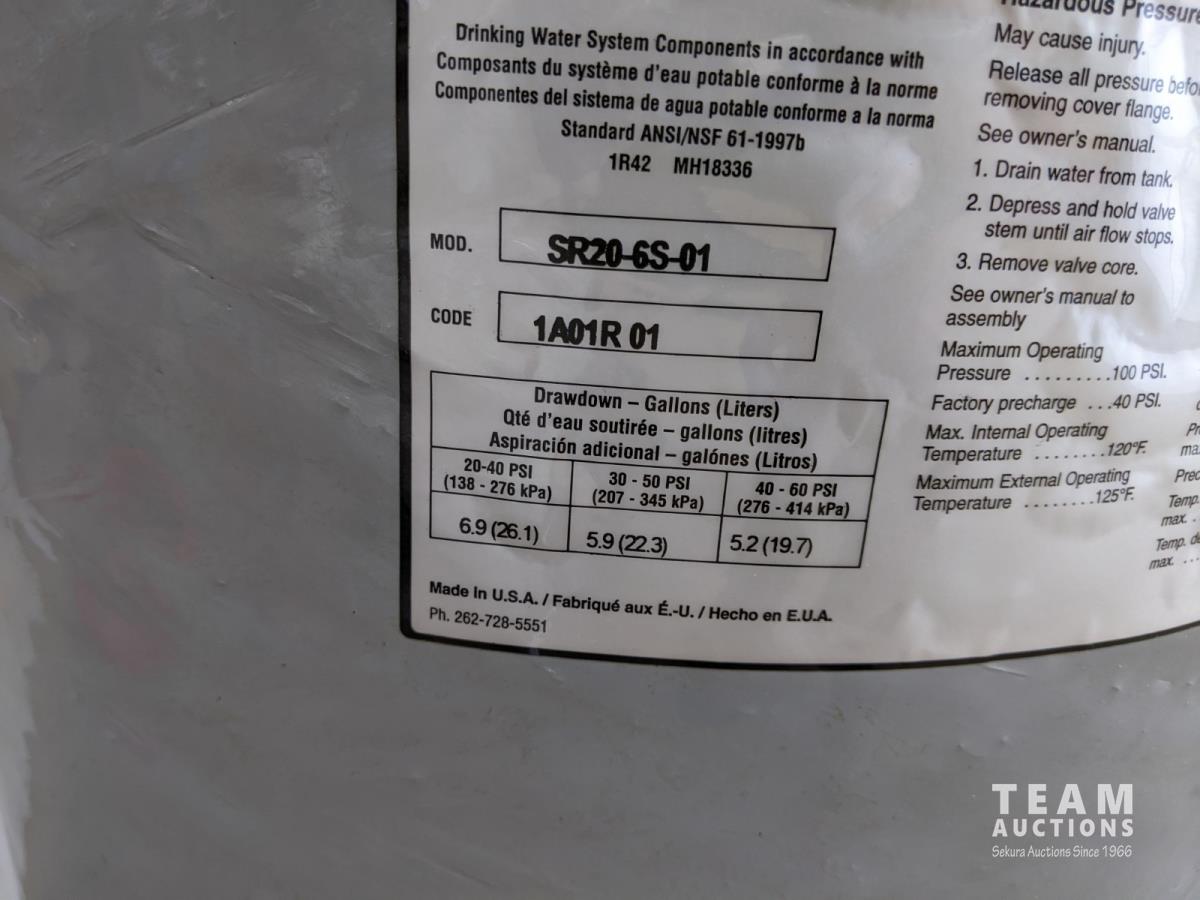 Drinking Water System Components in accordance with
Composants du système d'eau potable conforme à la norme
Componentes del sistema de agua potable conforme a la norma
Standard ANSI/NSF 61-1997b
1R42 MH18336
MOD. SR20-6S-01
CODE 1A01R 01
Drawdown – Gallons (Liters)
Qté d'eau soutirée – gallons (litres)
Aspiración adicional – galónes (Litros)
20-40 PSI 30 - 50 PSI 40 - 60 PSI
(138 - 276 kPa) (207 - 345 kPa) (276 - 414 kPa)
6.9 (26.1) 5.9 (22.3) 5.2 (19.7)
Made In U.S.A. / Fabriqué aux É.-U. / Hecho en E.U.A.
Ph. 262-728-5551
Hazardous Pressure
May cause injury.
Release all pressure
removing cover flange.
See owner's manual.
1. Drain water from tank.
2. Depress and hold valve
stem until air flow stops.
3. Remove valve core.
See owner's manual to
assembly
Maximum Operating
Pressure .........100 PSI.
Factory precharge ...40 PSI.
Max. Internal Operating
Temperature ........120°F.
Maximum External Operating
Temperature ........125°F.
Temp.
max.
Temp.
max.
TEAM
AUCTIONS
Sekura Auctions Since 1966